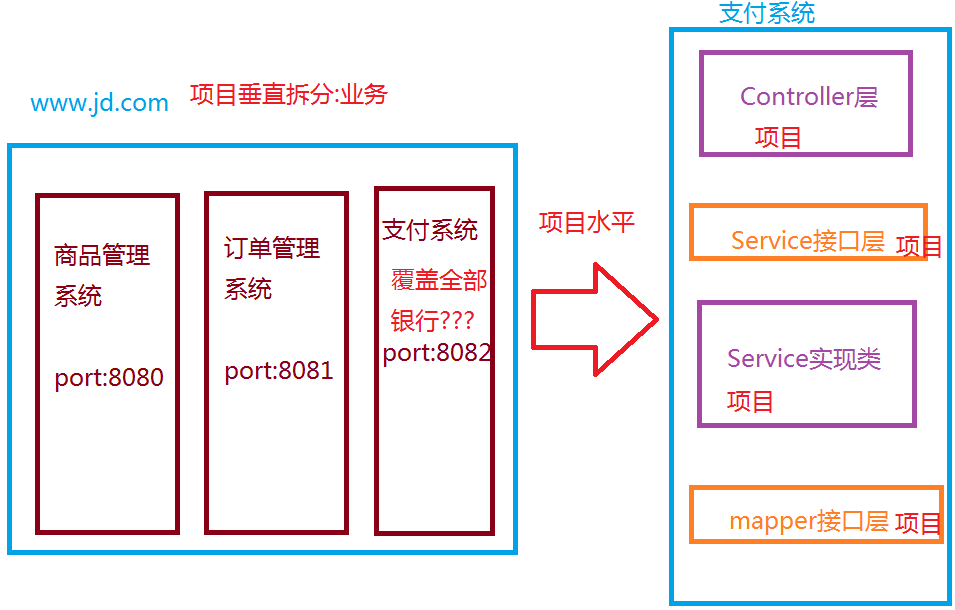 www.jd.com
项目垂直拆分:业务
商品管理
系统
port:8080
订单管理
系统
port:8081
支付系统
覆盖全部
银行???
port:8082
项目水平
支付系统
Controller层
项目
Service接口层 项目
Service实现类
项目
mapper接口层 项目